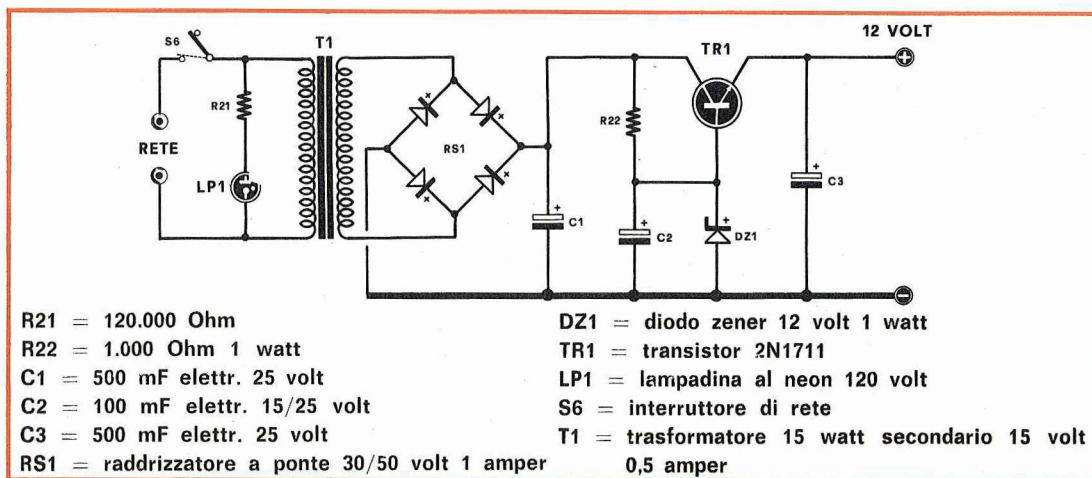 S6
T1
TR1
12 VOLT
+
R21
RETE
LP1
RS1
R22
+
C1
+
C2
+
DZ1
+
C3
−
R21 = 120.000 Ohm
R22 = 1.000 Ohm 1 watt
C1 = 500 mF elettr. 25 volt
C2 = 100 mF elettr. 15/25 volt
C3 = 500 mF elettr. 25 volt
RS1 = raddrizzatore a ponte 30/50 volt 1 amper
DZ1 = diodo zener 12 volt 1 watt
TR1 = transistor 2N1711
LP1 = lampadina al neon 120 volt
S6 = interruttore di rete
T1 = trasformatore 15 watt secondario 15 volt
0,5 amper